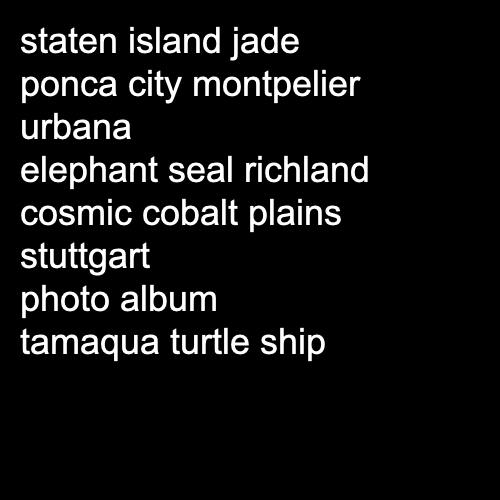 staten island jade
ponca city montpelier
urbana
elephant seal richland
cosmic cobalt plains
stuttgart
photo album
tamaqua turtle ship